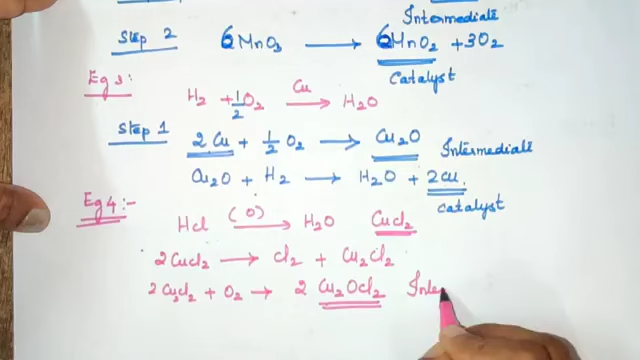 Intermediate
Step 2 6MnO3 ⟶ 6MnO2 + 3O2
Catalyst
Eg 3:
H2 + 1/2 O2 Cu ⟶ H2O
Step 1 2Cu + 1/2 O2 ⟶ Cu2O Intermediate
Cu2O + H2 ⟶ H2O + 2Cu
catalyst
Eg 4:-
Hcl (O) ⟶ H2O Cucl2
2Cucl2 ⟶ cl2 + Cu2cl2
2Cu2cl2 + O2 → 2 Cu2Ocl2 Inte